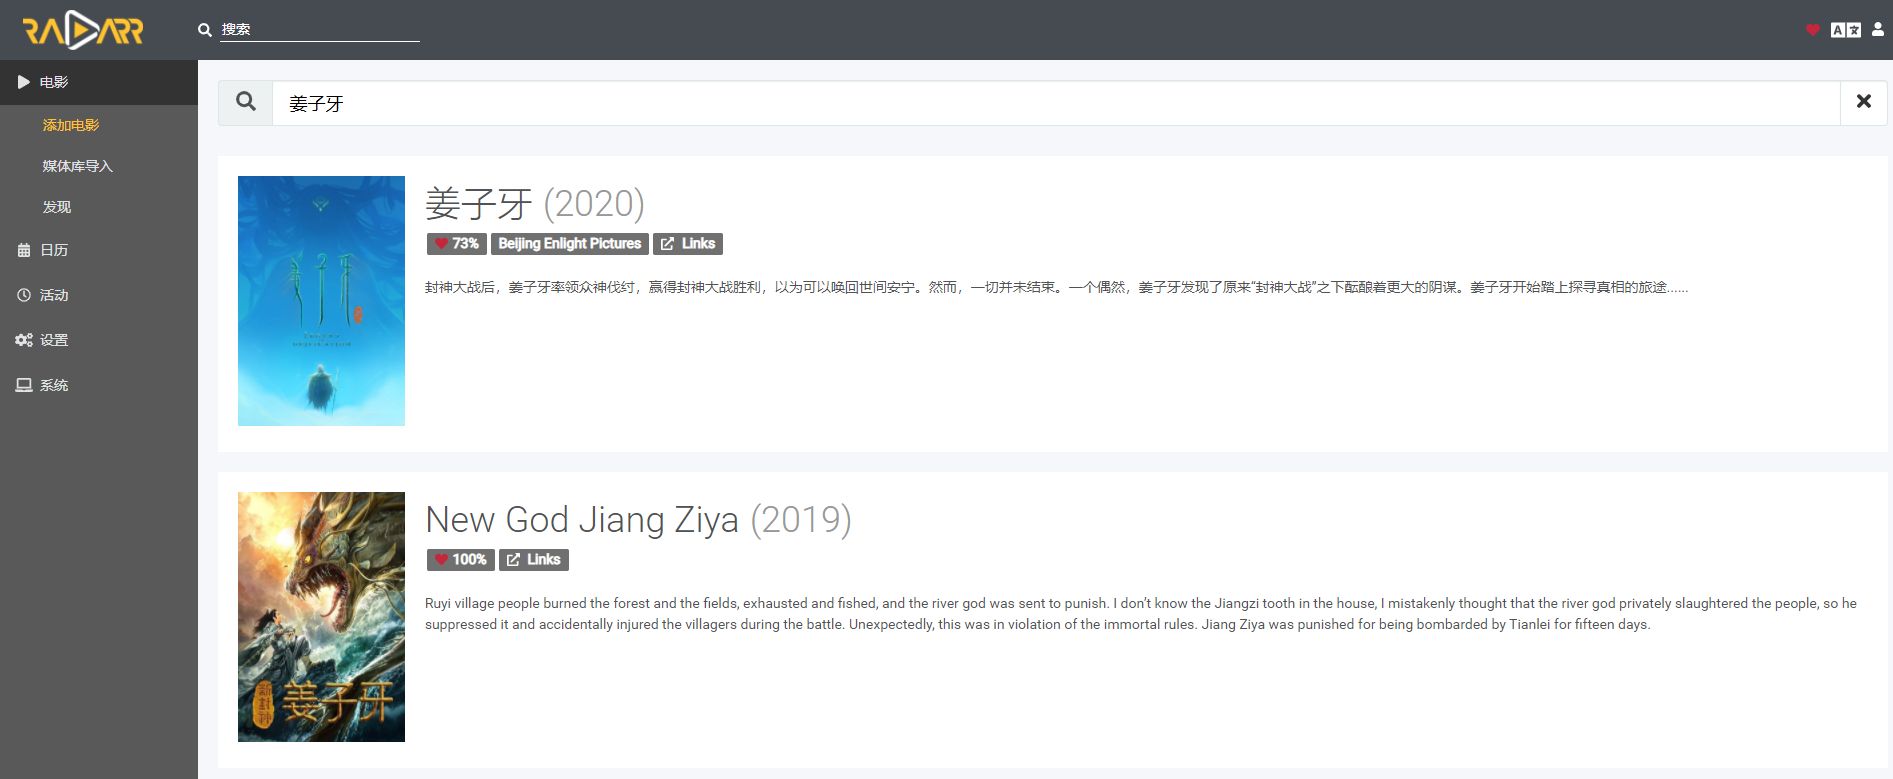 RADARR
搜索
电影
添加电影
媒体库导入
发现
日历
活动
设置
系统
姜子牙
姜子牙
姜子牙 (2020)
73% Beijing Enlight Pictures Links
封神大战后，姜子牙率领众神伐纣，赢得封神大战胜利，以为可以唤回世间安宁。然而，一切并未结束。一个偶然，姜子牙发现了原来“封神大战”之下酝酿着更大的阴谋。姜子牙开始踏上探寻真相的旅途......
新封神 姜子牙
New God Jiang Ziya (2019)
100% Links
Ruyi village people burned the forest and the fields, exhausted and fished, and the river god was sent to punish. I don’t know the Jiangzi tooth in the house, I mistakenly thought that the river god privately slaughtered the people, so he
suppressed it and accidentally injured the villagers during the battle. Unexpectedly, this was in violation of the immortal rules. Jiang Ziya was punished for being bombarded by Tianlei for fifteen days.